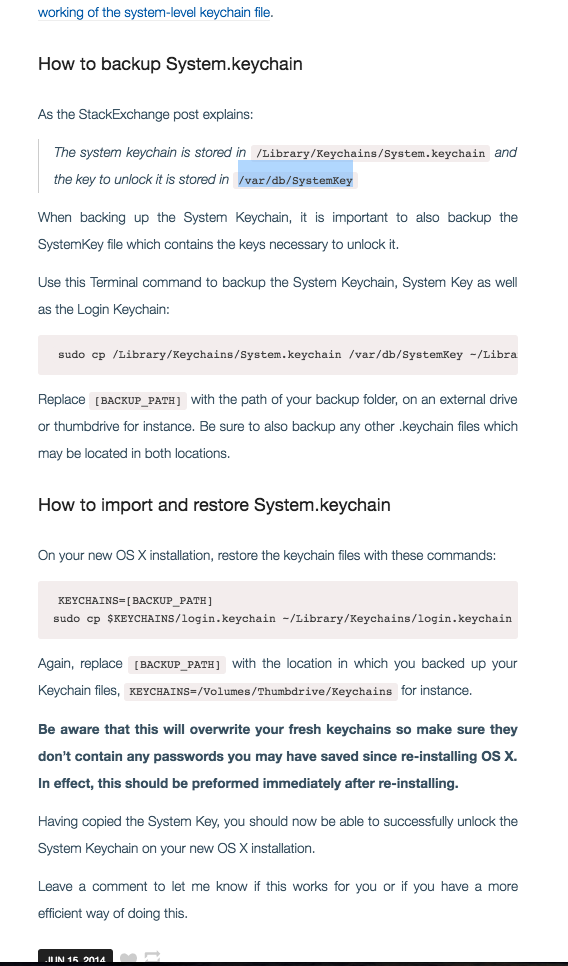 working of the system-level keychain file.
How to backup System.keychain
As the StackExchange post explains:
The system keychain is stored in /Library/Keychains/System.keychain and
the key to unlock it is stored in /var/db/SystemKey
When backing up the System Keychain, it is important to also backup the
SystemKey file which contains the keys necessary to unlock it.
Use this Terminal command to backup the System Keychain, System Key as well
as the Login Keychain:
sudo cp /Library/Keychains/System.keychain /var/db/SystemKey ~/Libra
Replace [BACKUP_PATH] with the path of your backup folder, on an external drive
or thumbdrive for instance. Be sure to also backup any other .keychain files which
may be located in both locations.
How to import and restore System.keychain
On your new OS X installation, restore the keychain files with these commands:
KEYCHAINS=[BACKUP_PATH]
sudo cp $KEYCHAINS/login.keychain ~/Library/Keychains/login.keychain
Again, replace [BACKUP_PATH] with the location in which you backed up your
Keychain files, KEYCHAINS=/Volumes/Thumbdrive/Keychains for instance.
Be aware that this will overwrite your fresh keychains so make sure they
don't contain any passwords you may have saved since re-installing OS X.
In effect, this should be preformed immediately after re-installing.
Having copied the System Key, you should now be able to successfully unlock the
System Keychain on your new OS X installation.
Leave a comment to let me know if this works for you or if you have a more
efficient way of doing this.
JUN 15, 2014